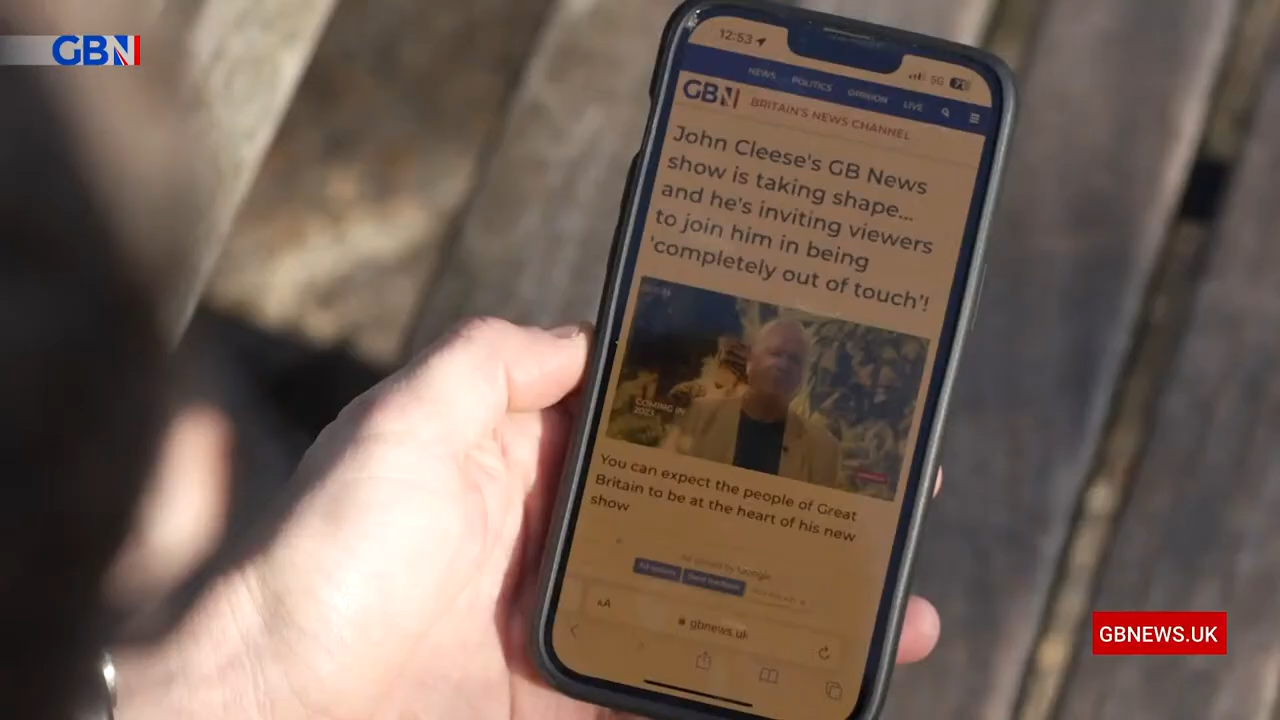 GBN
12:53
5G
NEWS POLITICS OPINION LIVE
GBN BRITAIN'S NEWS CHANNEL
John Cleese's GB News
show is taking shape...
and he's inviting viewers
to join him in being
'completely out of touch'!
COMING IN
2023
You can expect the people of Great
Britain to be at the heart of his new
show
AA
gbnews.uk
GBNEWS.UK